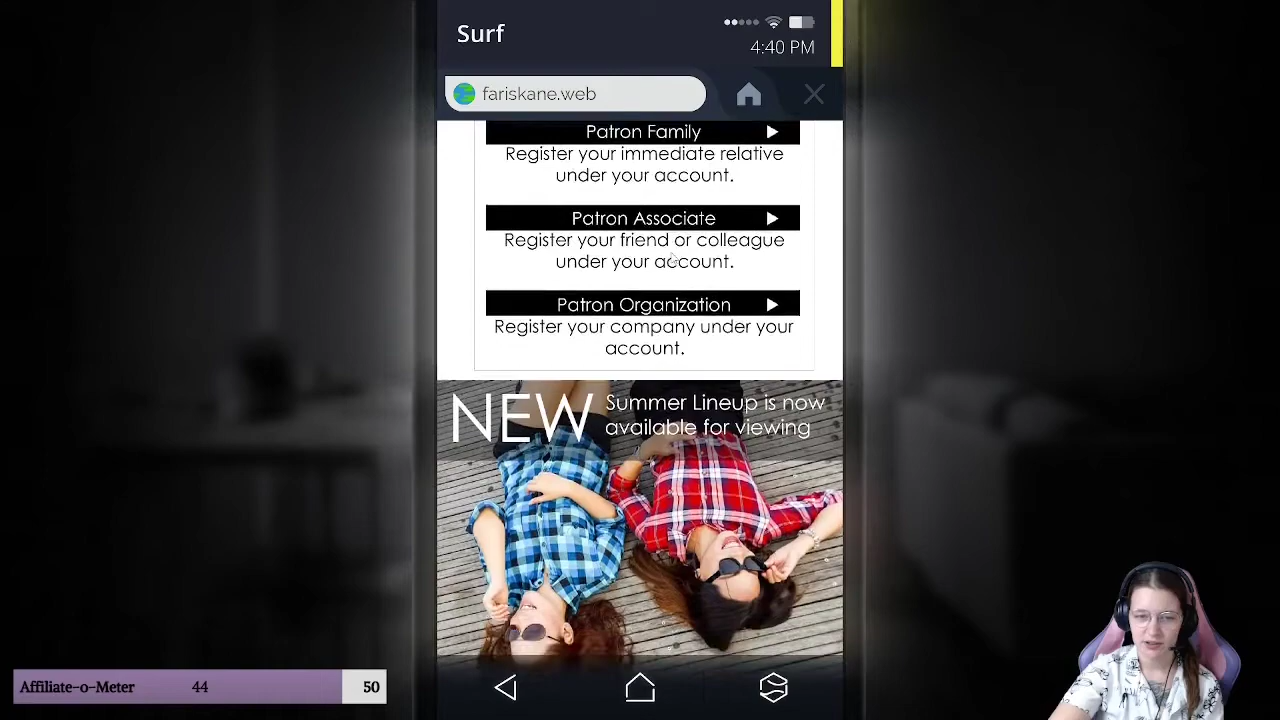 Surf
4:40 PM
fariskane.web
Patron Family
Register your immediate relative
under your account.
Patron Associate
Register your friend or colleague
under your account.
Patron Organization
Register your company under your
account.
NEW
Summer Lineup is now
available for viewing
Affiliate-o-Meter 44 50